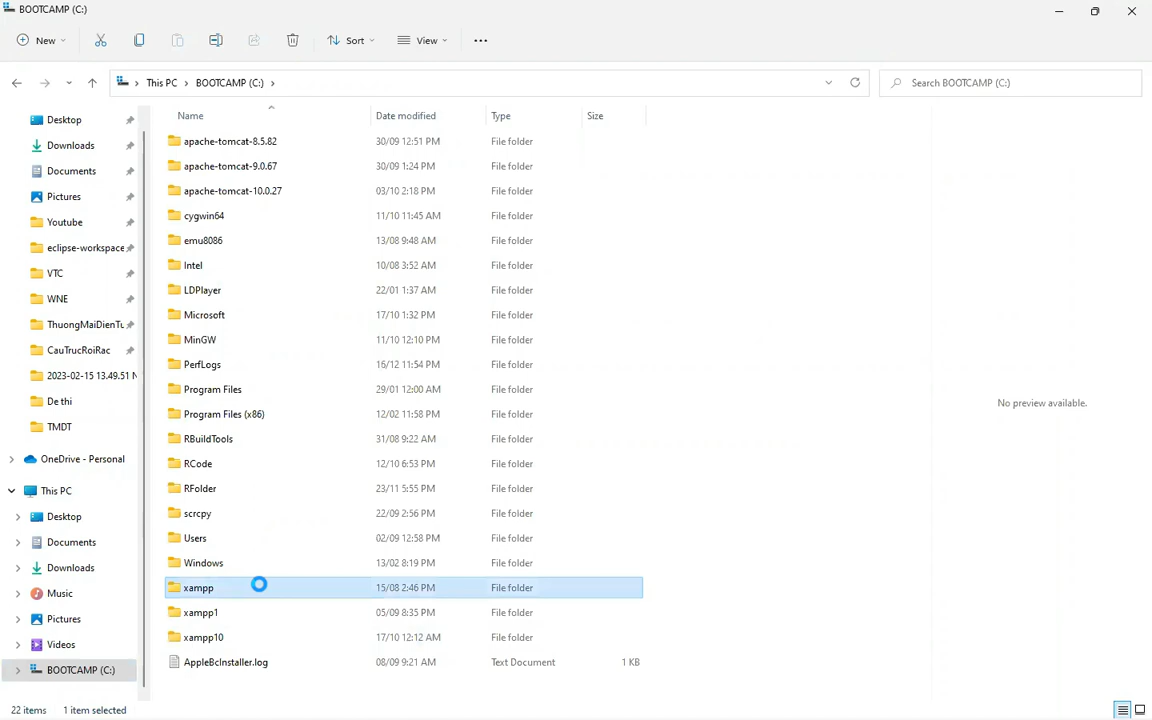 BOOTCAMP (C:)
New Sort View
This PC BOOTCAMP (C:) Search BOOTCAMP (C:)
Name Date modified Type Size
Desktop
Downloads
Documents
Pictures
Youtube
eclipse-workspace
VTC
WNE
ThuongMaiDienTu
CauTrucRoiRac
2023-02-15 13.49.51 N
De thi
TMDT
OneDrive - Personal
This PC
Desktop
Documents
Downloads
Music
Pictures
Videos
BOOTCAMP (C:)
apache-tomcat-8.5.82 30/09 12:51 PM File folder
apache-tomcat-9.0.67 30/09 1:24 PM File folder
apache-tomcat-10.0.27 03/10 2:18 PM File folder
cygwin64 11/10 11:45 AM File folder
emu8086 13/08 9:48 AM File folder
Intel 10/08 3:52 AM File folder
LDPlayer 22/01 1:37 AM File folder
Microsoft 17/10 1:32 PM File folder
MinGW 11/10 12:10 PM File folder
PerfLogs 16/12 11:54 PM File folder
Program Files 29/01 12:00 AM File folder
Program Files (x86) 12/02 11:58 PM File folder
RBuildTools 31/08 9:22 AM File folder
RCode 12/10 6:53 PM File folder
RFolder 23/11 5:55 PM File folder
scrcpy 22/09 2:56 PM File folder
Users 02/09 12:58 PM File folder
Windows 13/02 8:19 PM File folder
xampp 15/08 2:46 PM File folder
xampp1 05/09 8:35 PM File folder
xampp10 17/10 12:12 AM File folder
AppleBcInstaller.log 08/09 9:21 AM Text Document 1 KB
No preview available.
22 items 1 item selected